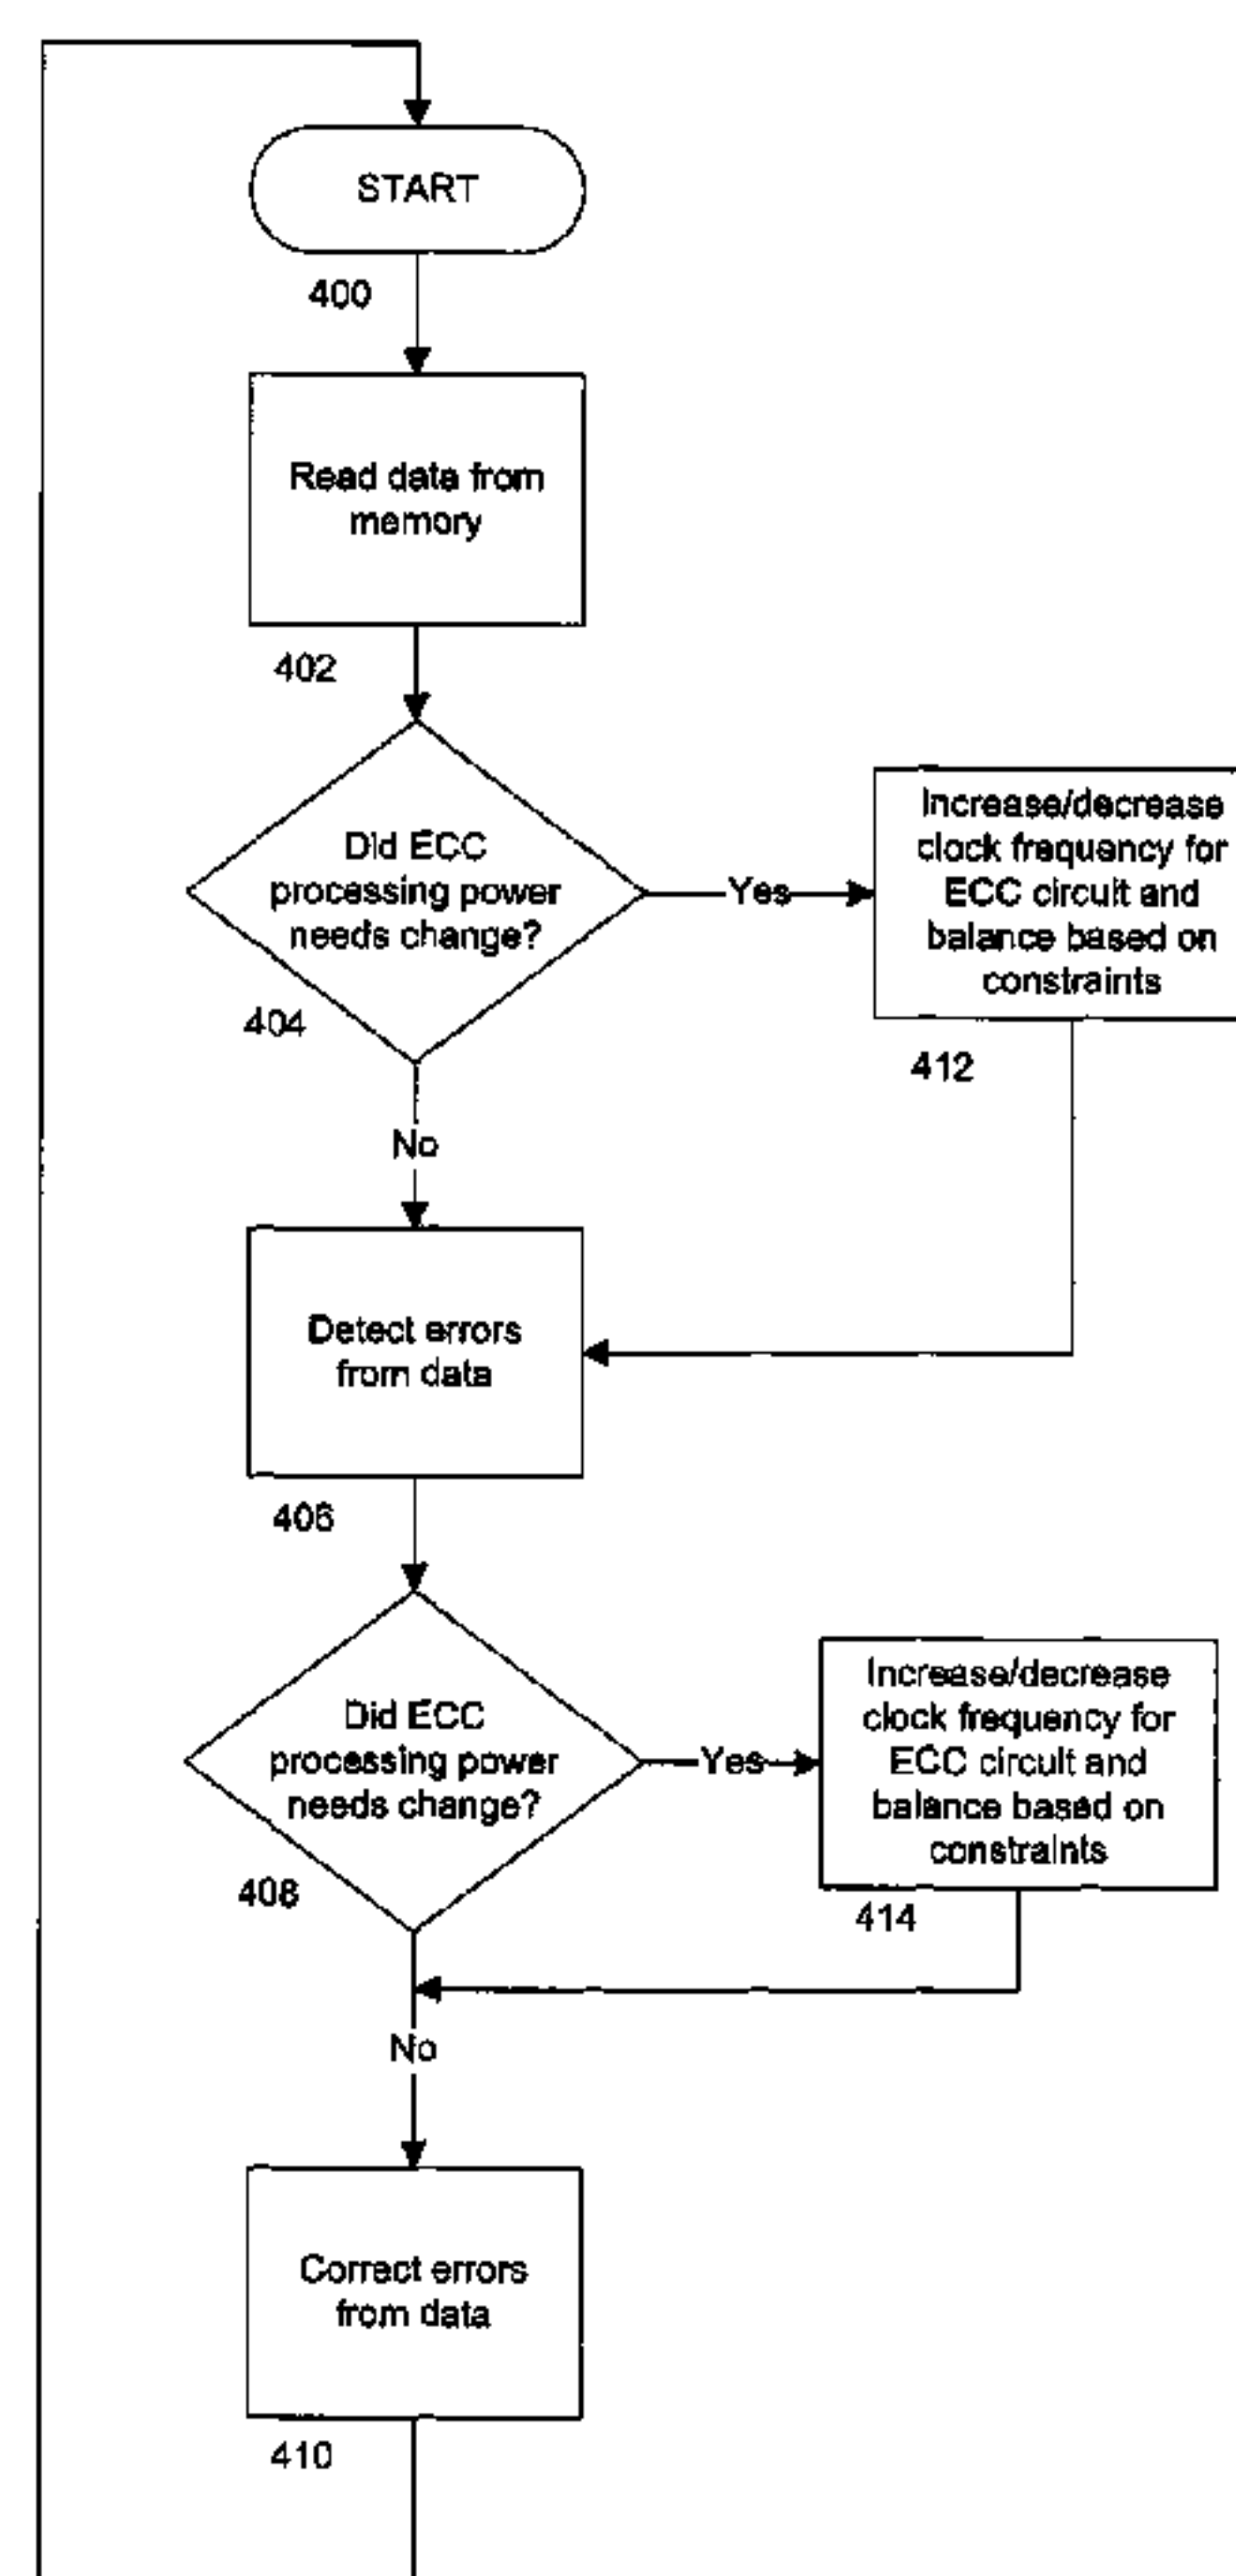 START
400
Read data from
memory
402
Did ECC
processing power
needs change?
404
Yes
Increase/decrease
clock frequency for
ECC circuit and
balance based on
constraints
412
No
Detect errors
from data
406
Did ECC
processing power
needs change?
408
Yes
Increase/decrease
clock frequency for
ECC circuit and
balance based on
constraints
414
No
Correct errors
from data
410